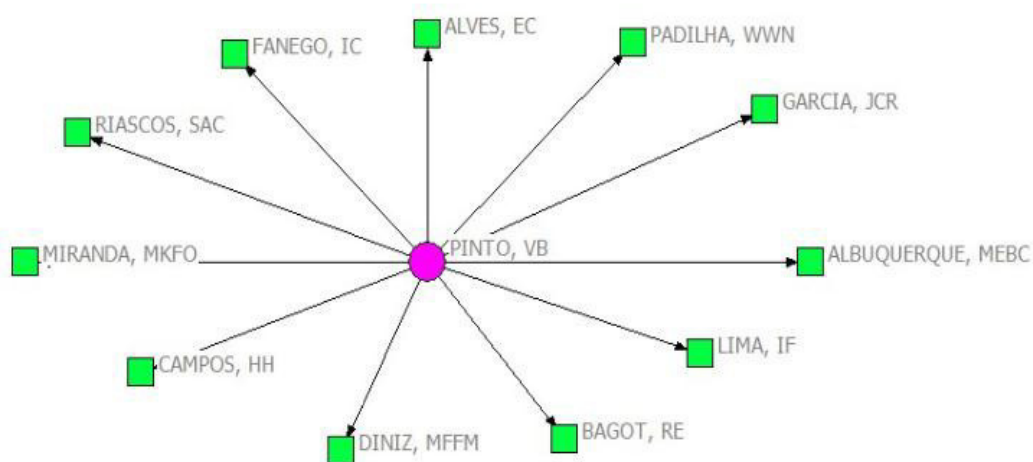 ALVES, EC
PADILHA, WWN
FANEGO, IC
GARCIA, JCR
RIASCOS, SAC
MIRANDA, MKFO
PINTO, VB
ALBUQUERQUE, MEBC
LIMA, IF
CAMPOS, HH
BAGOT, RE
DINIZ, MFFM